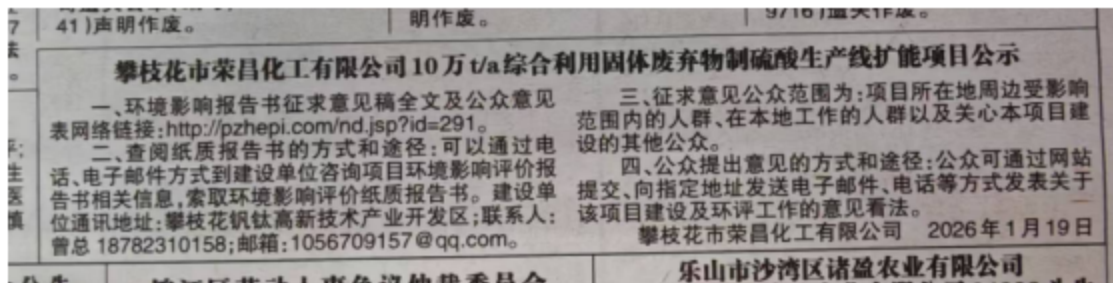 41)声明作废。
明作废。
9716)遗失作废。
攀枝花市荣昌化工有限公司10万t/a综合利用固体废弃物制硫酸生产线扩能项目公示
一、环境影响报告书征求意见稿全文及公众意见
表网络链接:http://pzhepi.com/nd.jsp?id=291。
二、查阅纸质报告书的方式和途径:可以通过电
话、电子邮件方式到建设单位咨询项目环境影响评价报
告书相关信息,索取环境影响评价纸质报告书。建设单
位通讯地址:攀枝花钒钛高新技术产业开发区;联系人:
曾总 18782310158;邮箱:1056709157@qq.com。
三、征求意见公众范围为:项目所在地周边受影响
范围内的人群、在本地工作的人群以及关心本项目建
设的其他公众。
四、公众提出意见的方式和途径:公众可通过网站
提交、向指定地址发送电子邮件、电话等方式发表关于
该项目建设及环评工作的意见看法。
攀枝花市荣昌化工有限公司 2026年1月19日
乐山市沙湾区诸盈农业有限公司